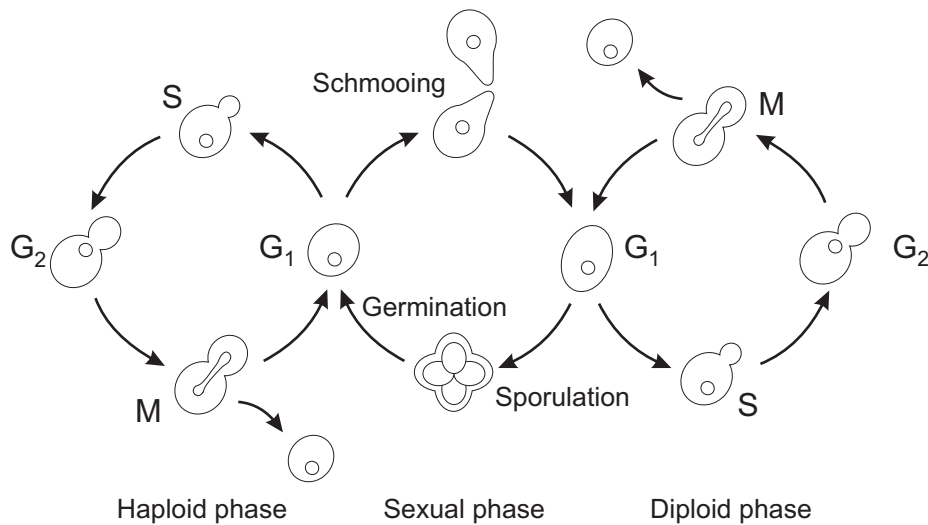 Schmooing
M
S
G₂
G₁
G₁
G₂
Germination
M
Sporulation
S
Haploid phase
Sexual phase
Diploid phase